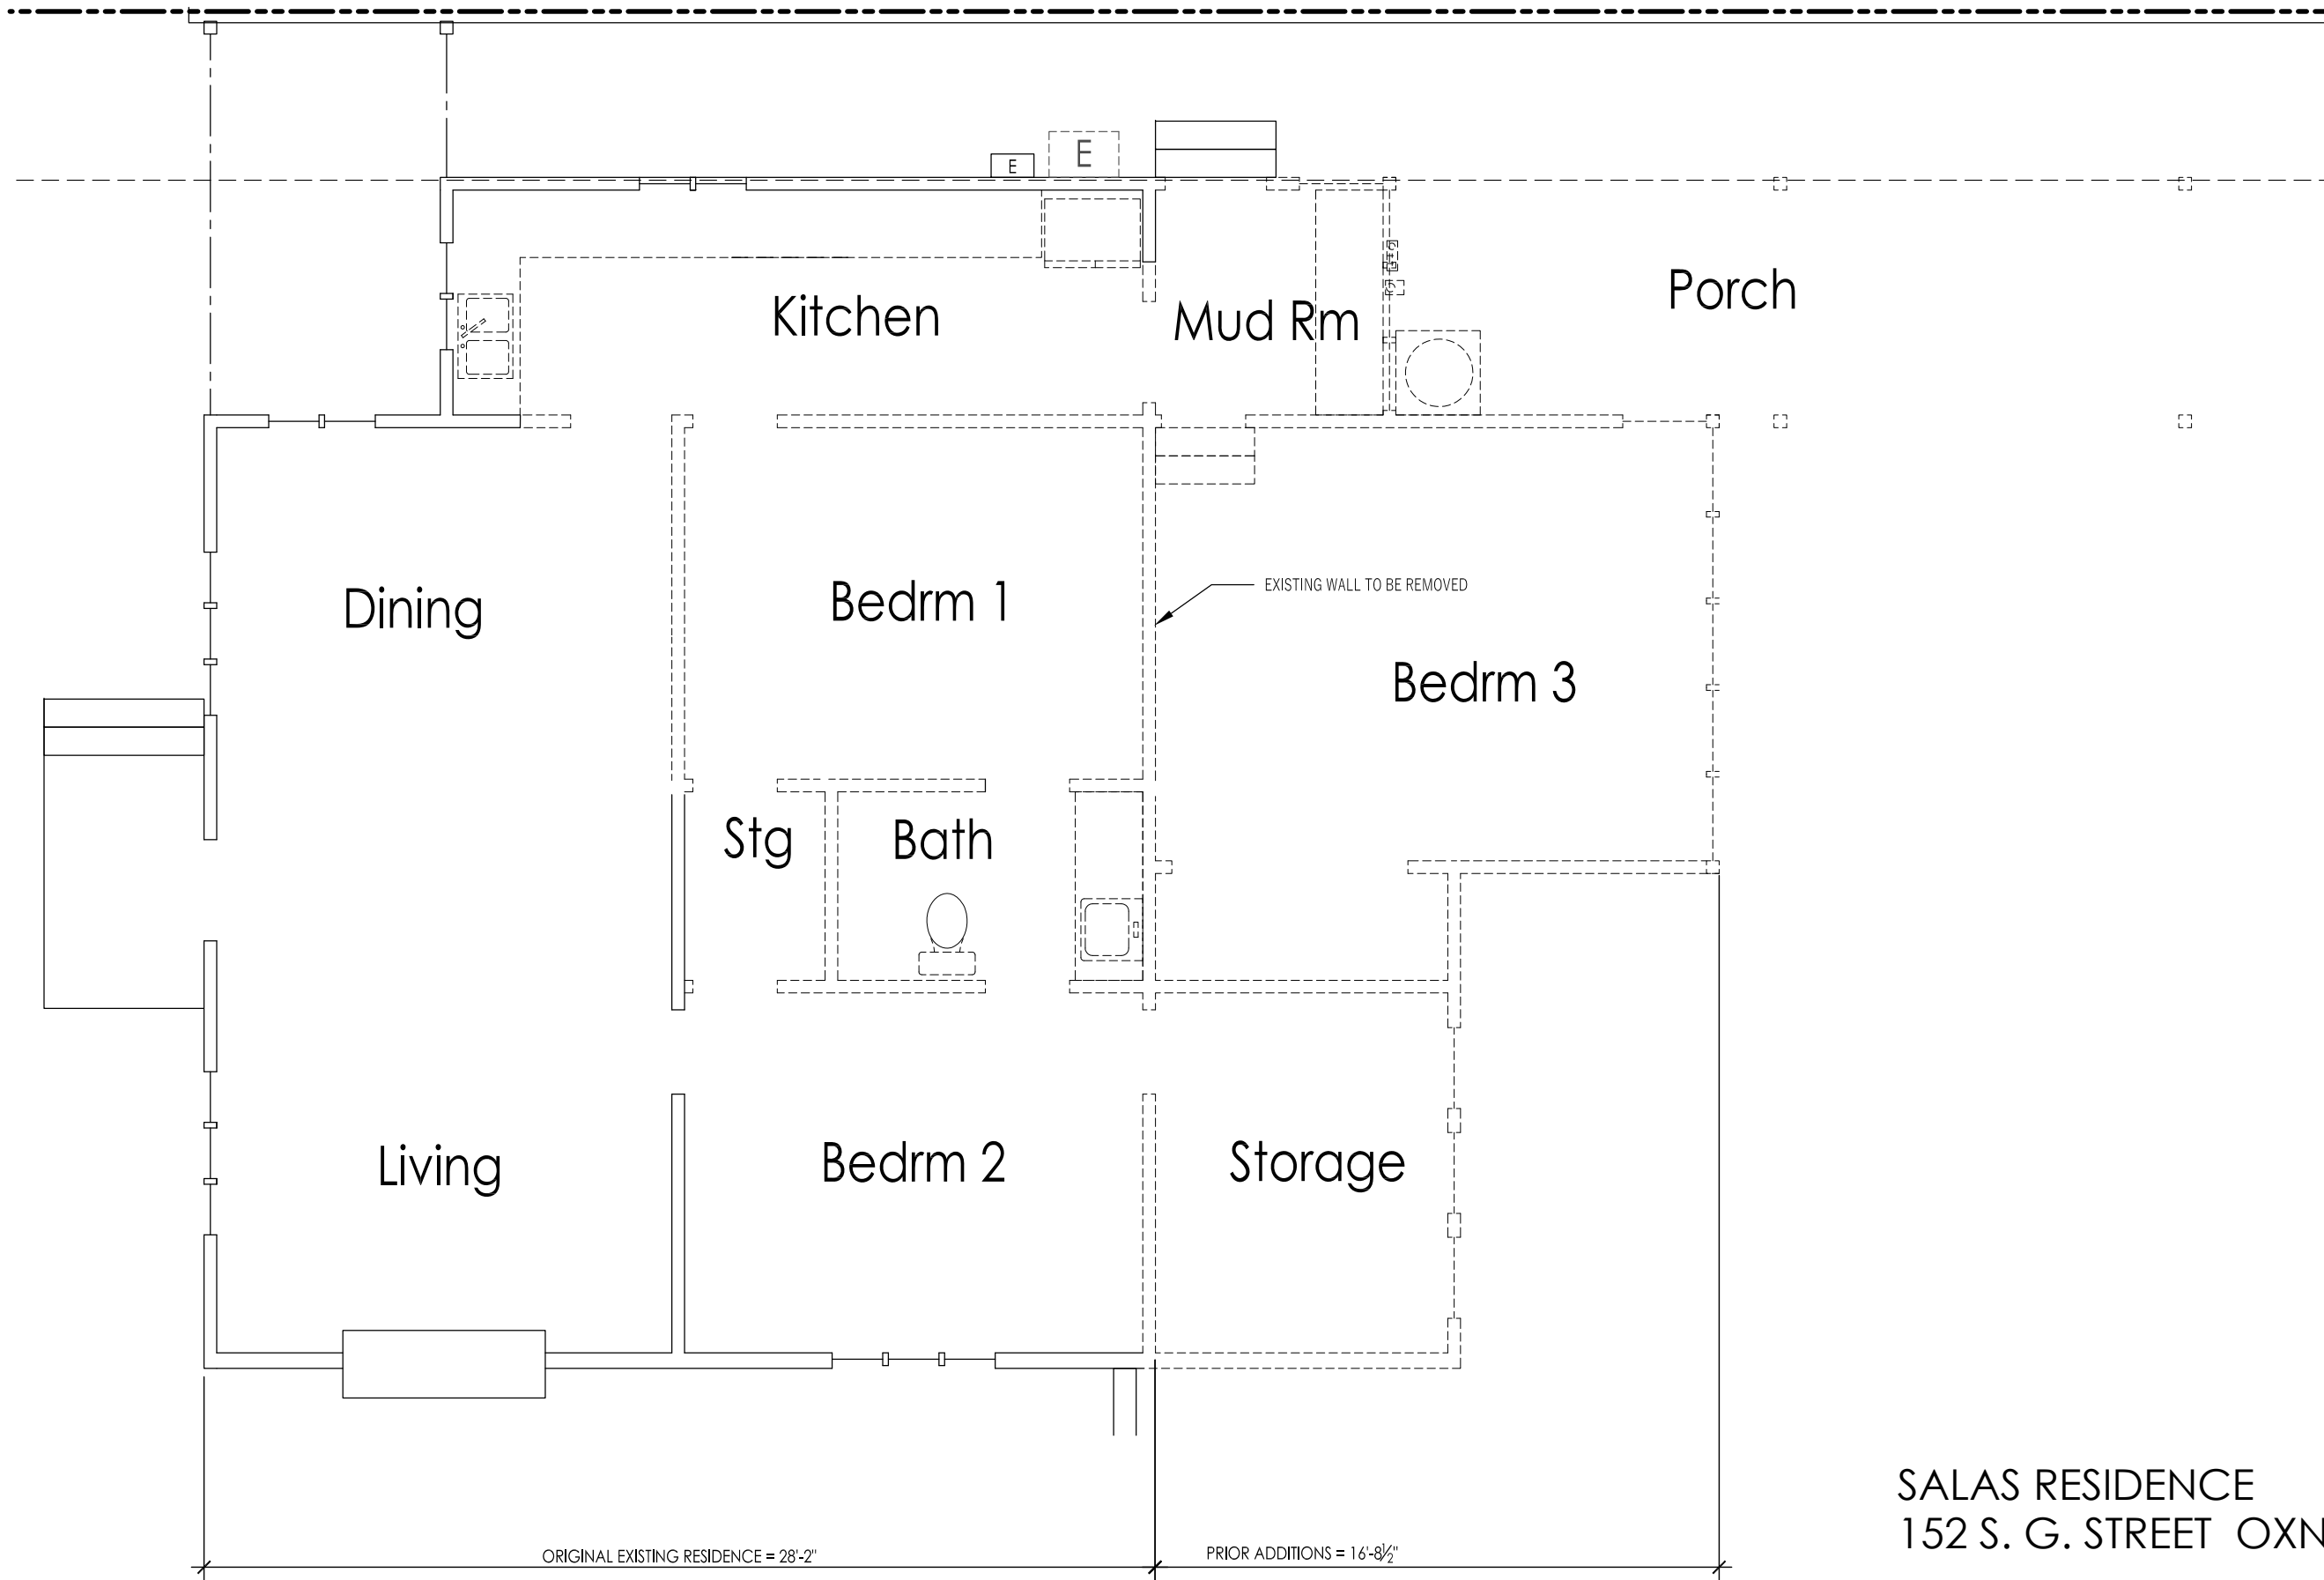 E
E
Porch
Kitchen
Mud Rm
Dining
Bedrm 1
EXISTING WALL TO BE REMOVED
Bedrm 3
Stg
Bath
Living
Bedrm 2
Storage
SALAS RESIDENCE
152 S. G. STREET OXN
ORIGINAL EXISTING RESIDENCE = 28'-2"
PRIOR ADDITIONS = 16'-8½"